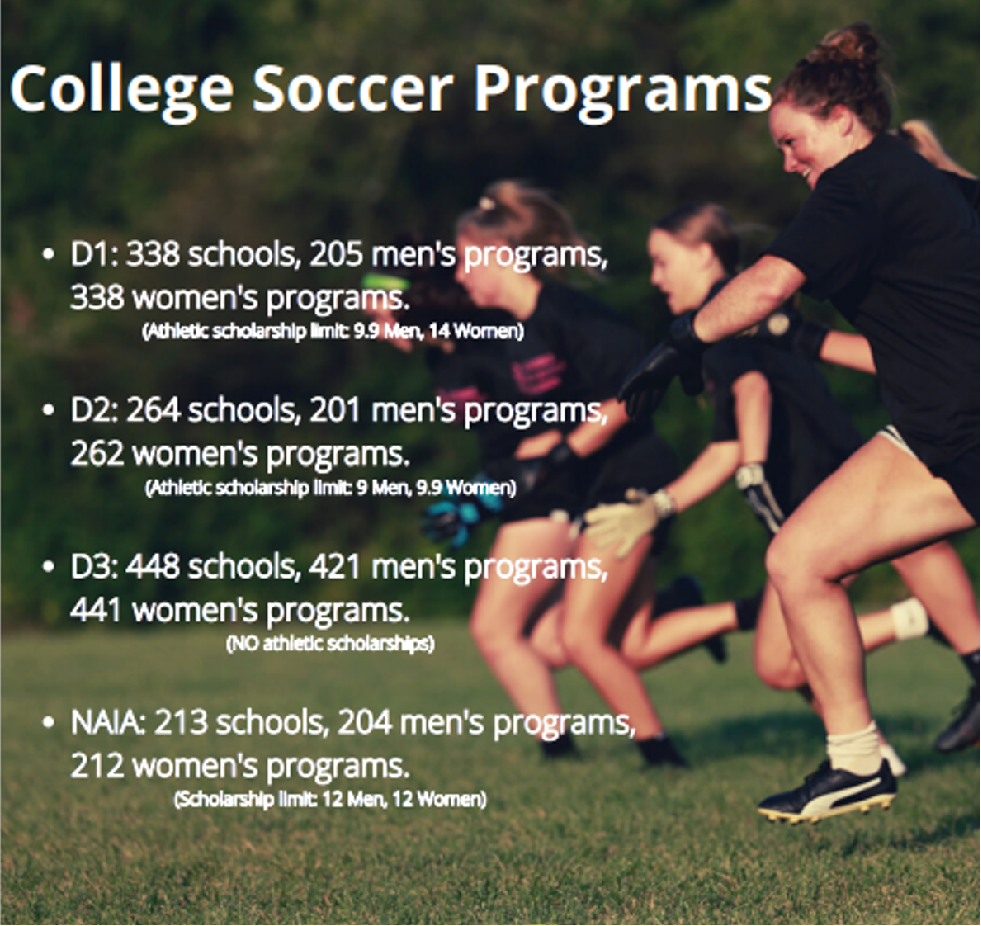 College Soccer Programs
• D1: 338 schools, 205 men's programs,
338 women's programs.
(Athletic scholarship limit: 9.9 Men, 14 Women)
• D2: 264 schools, 201 men's programs,
262 women's programs.
(Athletic scholarship limit: 9 Men, 9.9 Women)
• D3: 448 schools, 421 men's programs,
441 women's programs.
(NO athletic scholarships)
• NAIA: 213 schools, 204 men's programs,
212 women's programs.
(Scholarship limit: 12 Men, 12 Women)